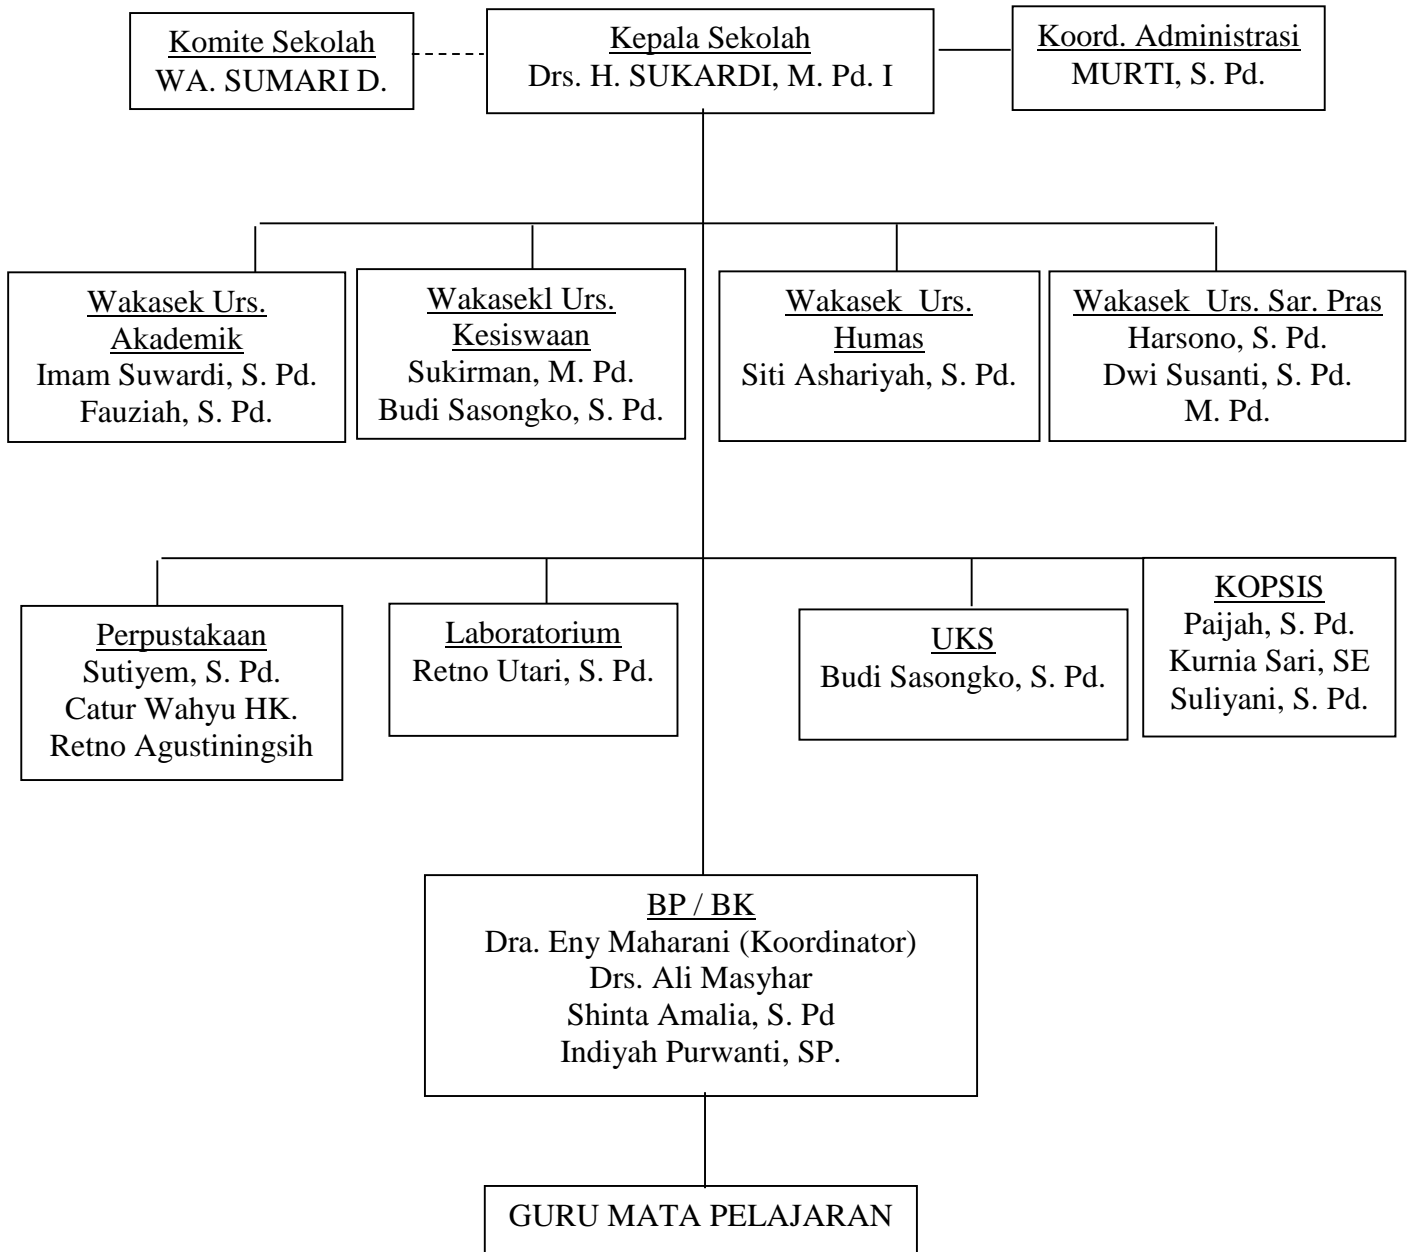 Komite Sekolah
WA. SUMARI D.
Kepala Sekolah
Drs. H. SUKARDI, M. Pd. I
Koord. Administrasi
MURTI, S. Pd.
Wakasek Urs.
Akademik
Imam Suwardi, S. Pd.
Fauziah, S. Pd.
Wakasekl Urs.
Kesiswaan
Sukirman, M. Pd.
Budi Sasongko, S. Pd.
Wakasek  Urs.
Humas
Siti Ashariyah, S. Pd.
Wakasek  Urs. Sar. Pras
Harsono, S. Pd.
Dwi Susanti, S. Pd.
M. Pd.
Perpustakaan
Sutiyem, S. Pd.
Catur Wahyu HK.
Retno Agustiningsih
Laboratorium
Retno Utari, S. Pd.
UKS
Budi Sasongko, S. Pd.
KOPSIS
Paijah, S. Pd.
Kurnia Sari, SE
Suliyani, S. Pd.
BP / BK
Dra. Eny Maharani (Koordinator)
Drs. Ali Masyhar
Shinta Amalia, S. Pd
Indiyah Purwanti, SP.
GURU MATA PELAJARAN